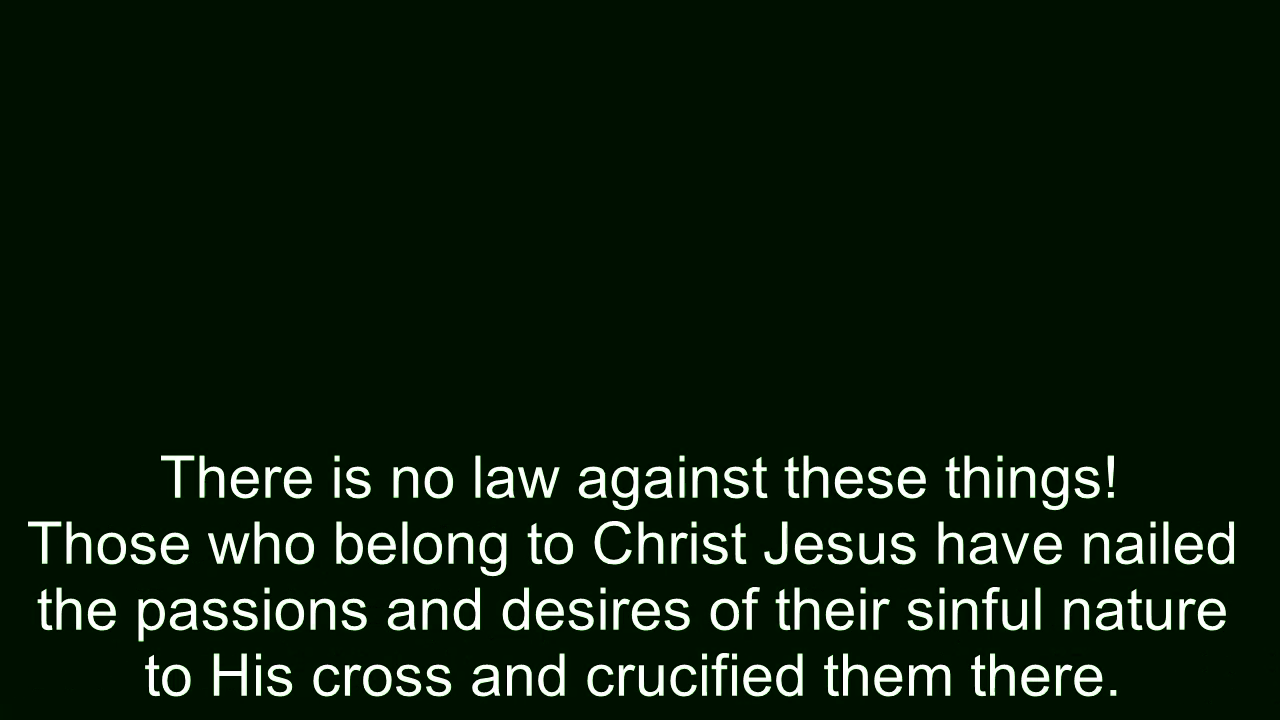 There is no law against these things!
Those who belong to Christ Jesus have nailed
the passions and desires of their sinful nature
to His cross and crucified them there.